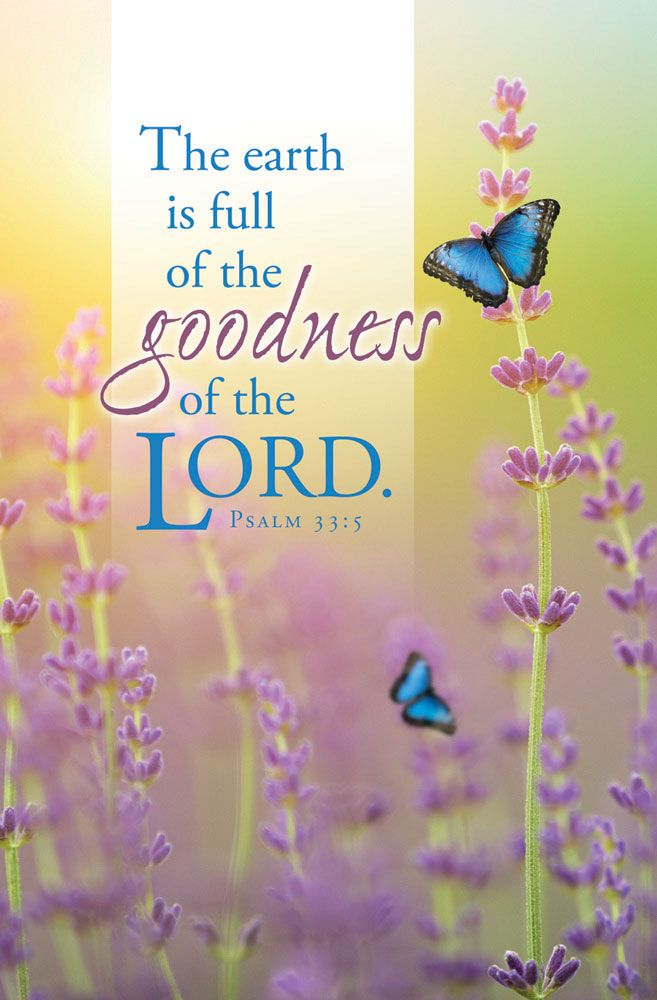 The earth
is full
of the
goodness
of the
LORD.
PSALM 33:5